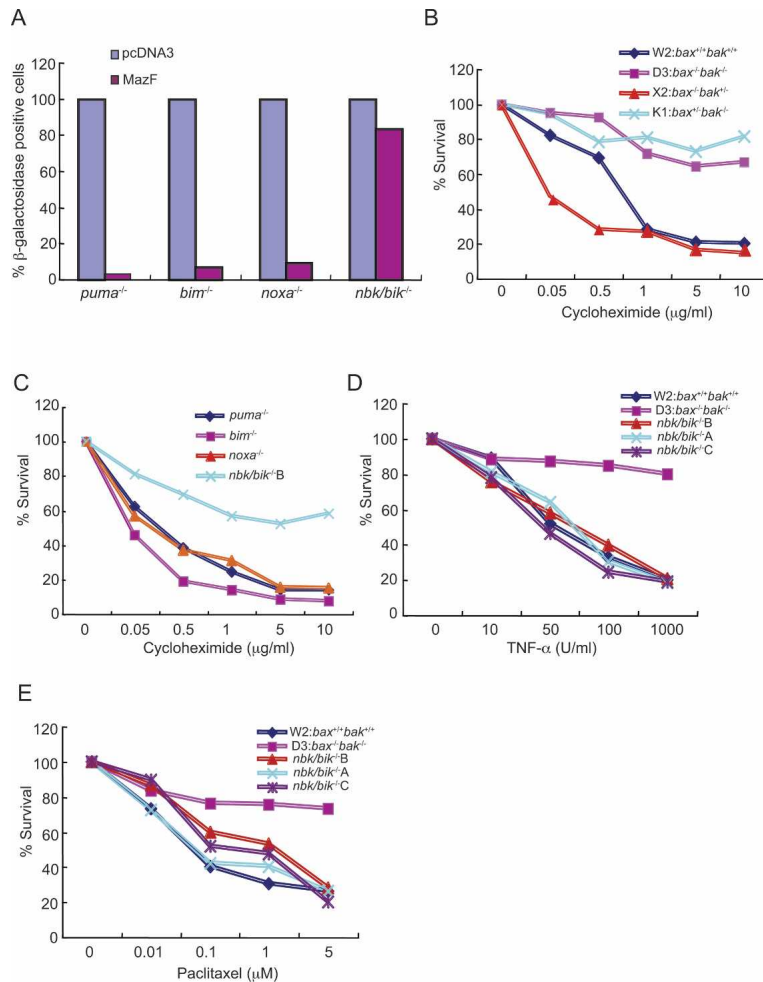 A
pcDNA3
MazF
% β-galactosidase positive cells
120
100
80
60
40
20
0
puma-/- bim-/- noxa-/- nbk/bik-/-
B
W2:bax+/+bak+/+
D3:bax-/-bak-/-
X2:bax-/-bak+/-
K1:bax+/-bak-/-
% Survival
120
100
80
60
40
20
0
0 0.05 0.5 1 5 10
Cycloheximide (μg/ml)
C
puma-/-
bim-/-
noxa-/-
nbk/bik-/-B
% Survival
120
100
80
60
40
20
0
0 0.05 0.5 1 5 10
Cycloheximide (μg/ml)
D
W2:bax+/+bak+/+
D3:bax-/-bak-/-
nbk/bik-/-B
nbk/bik-/-A
nbk/bik-/-C
% Survival
120
100
80
60
40
20
0
0 10 50 100 1000
TNF-α (U/ml)
E
W2:bax+/+bak+/+
D3:bax-/-bak-/-
nbk/bik-/-B
nbk/bik-/-A
nbk/bik-/-C
% Survival
120
100
80
60
40
20
0
0 0.01 0.1 1 5
Paclitaxel (μM)